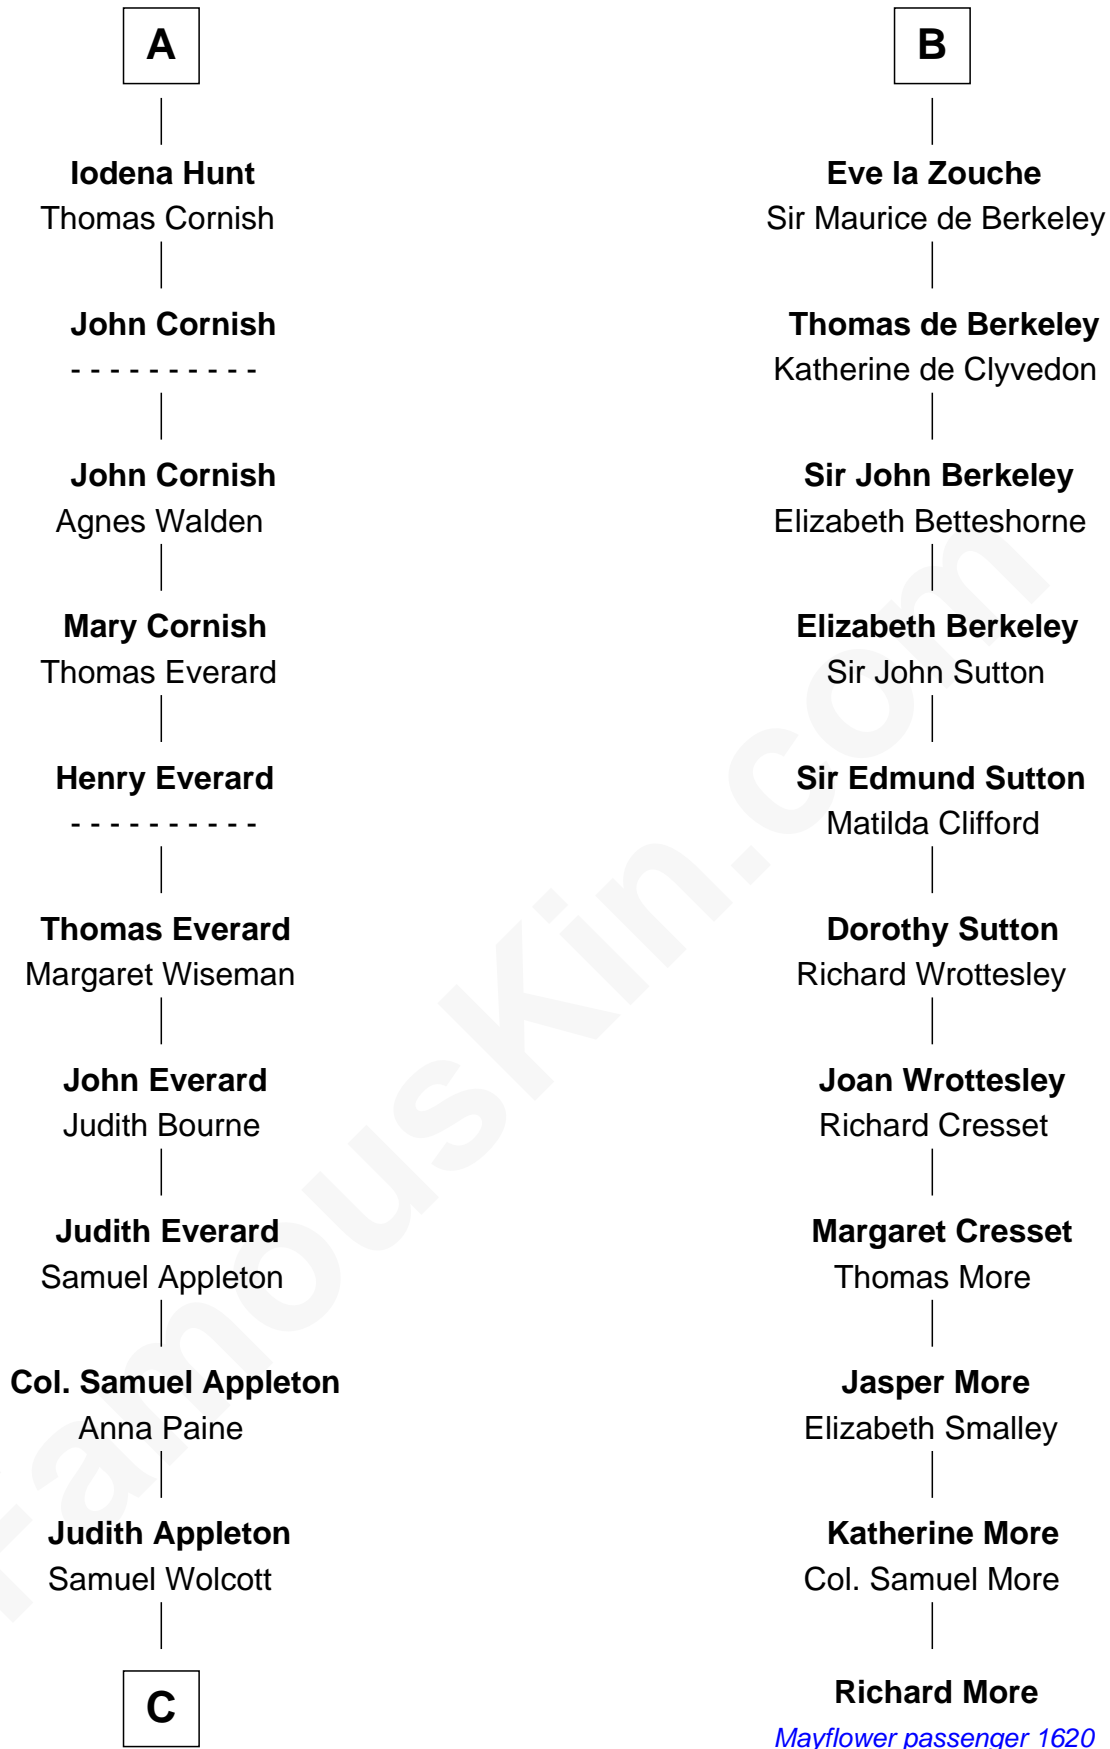 A
Iodena Hunt
Thomas Cornish
John Cornish
- - - - - - - - - -
John Cornish
Agnes Walden
Mary Cornish
Thomas Everard
Henry Everard
- - - - - - - - - -
Thomas Everard
Margaret Wiseman
John Everard
Judith Bourne
Judith Everard
Samuel Appleton
Col. Samuel Appleton
Anna Paine
Judith Appleton
Samuel Wolcott
C
B
Eve la Zouche
Sir Maurice de Berkeley
Thomas de Berkeley
Katherine de Clyvedon
Sir John Berkeley
Elizabeth Betteshorne
Elizabeth Berkeley
Sir John Sutton
Sir Edmund Sutton
Matilda Clifford
Dorothy Sutton
Richard Wrottesley
Joan Wrottesley
Richard Cresset
Margaret Cresset
Thomas More
Jasper More
Elizabeth Smalley
Katherine More
Col. Samuel More
Richard More
Mayflower passenger 1620
FamousKin.com